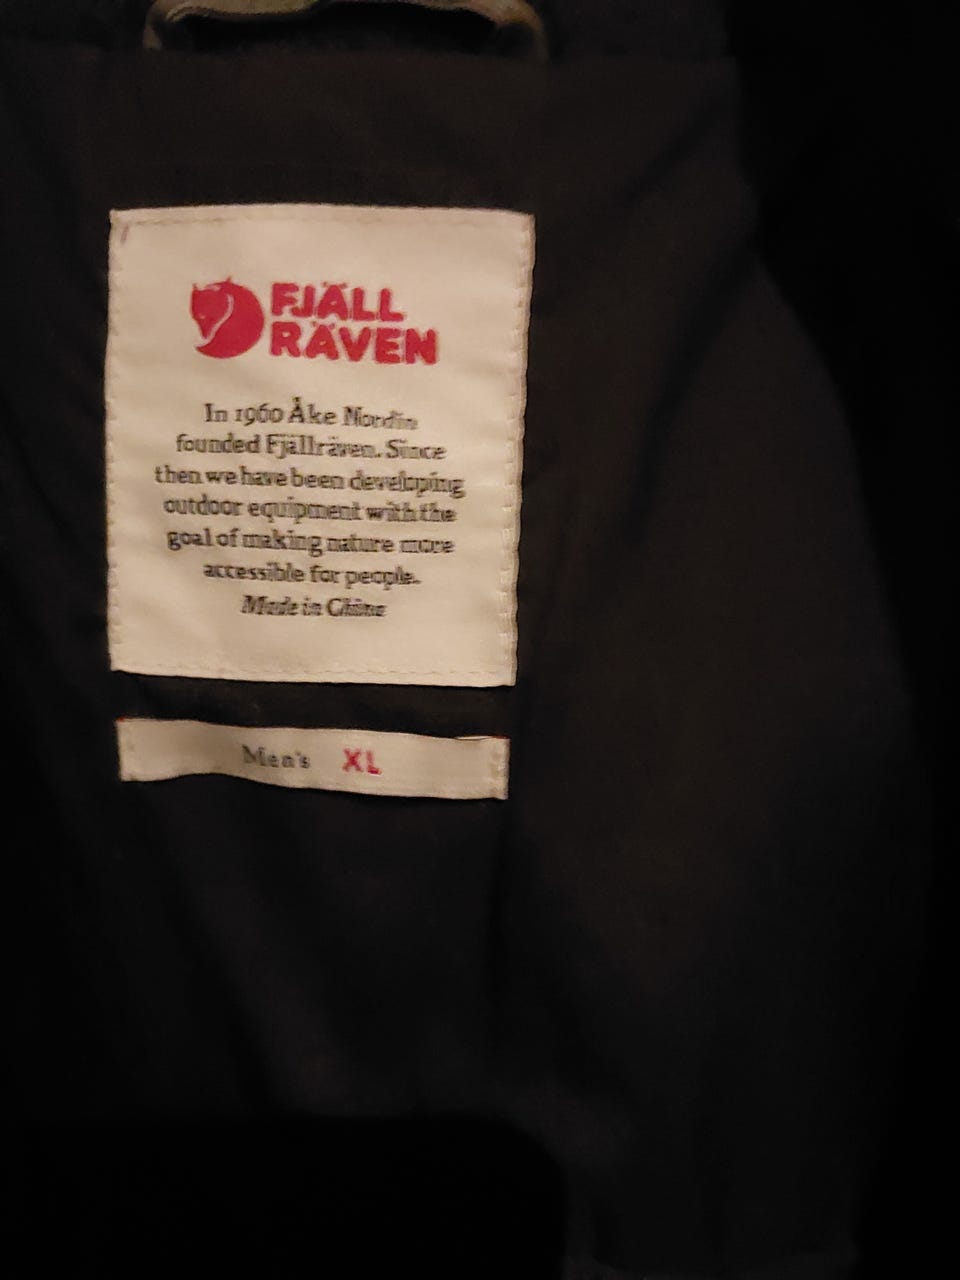 FJÄLL
RÄVEN
In 1960 Åke Nordin
founded Fjällräven. Since
then we have been developing
outdoor equipment with the
goal of making nature more
accessible for people.
Made in China
Men's XL